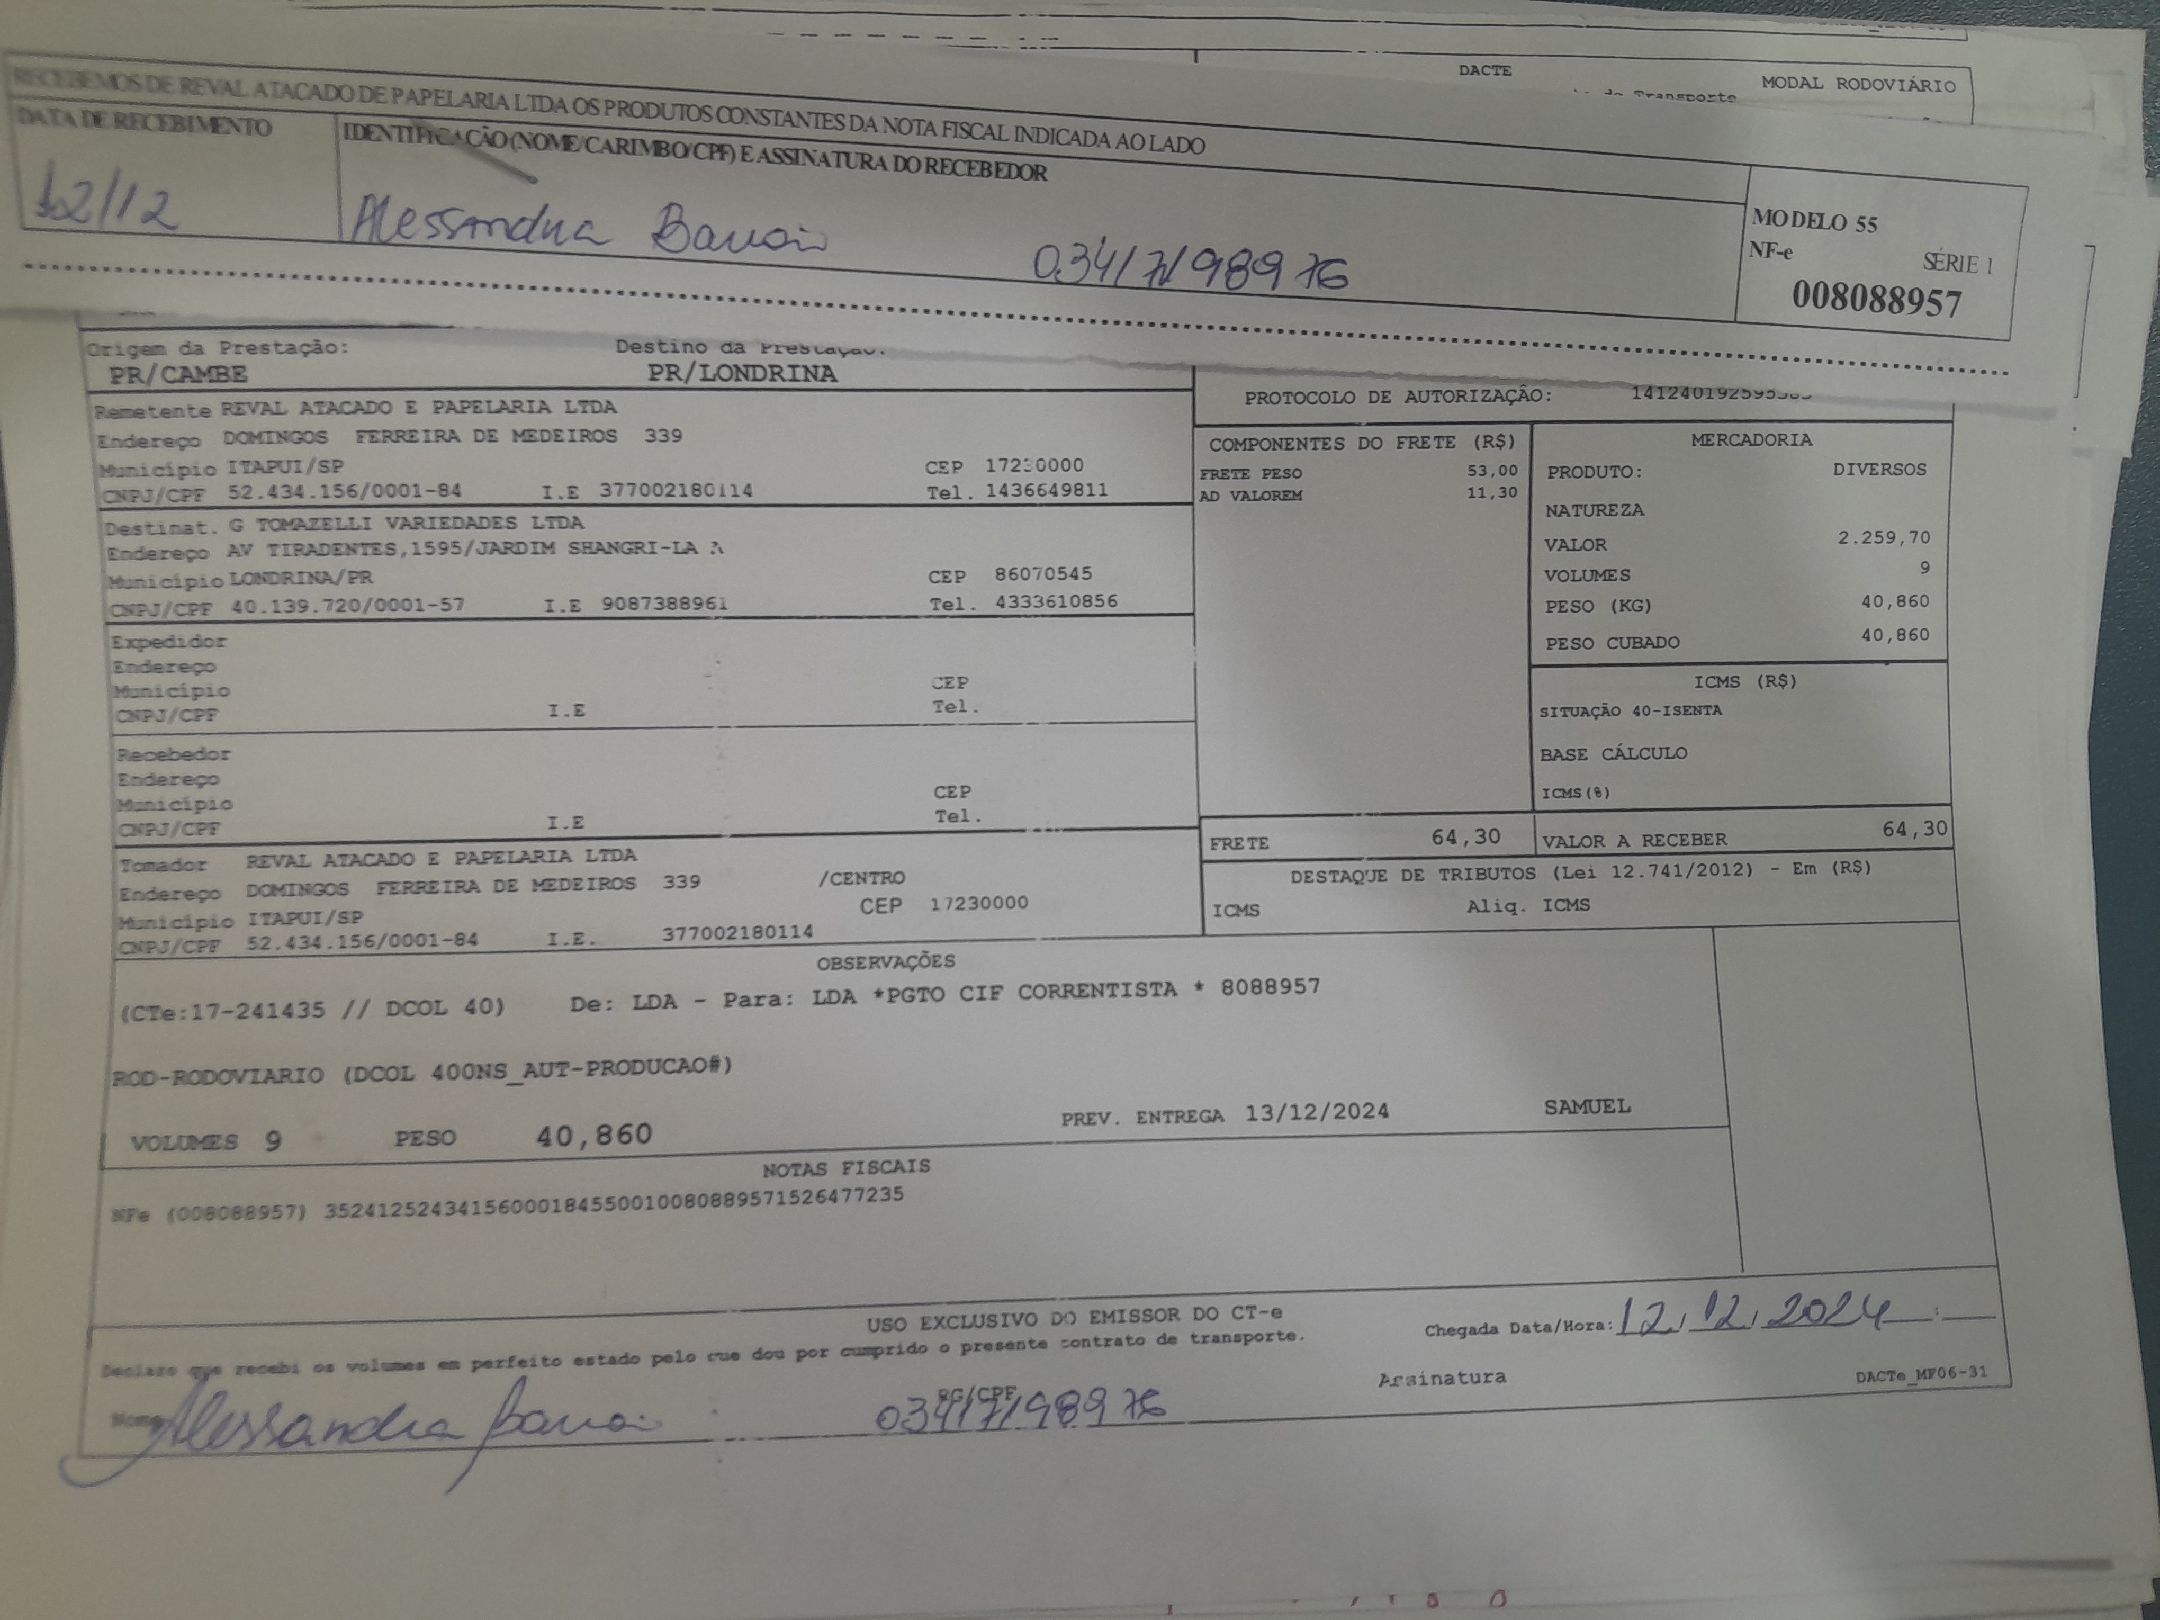 DACTE
MODAL RODOVIÁRIO
RECEBEMOS DE REVAL ATACADO DE PAPELARIA LTDA OS PRODUTOS CONSTANTES DA NOTA FISCAL INDICADA AO LADO
DATA DE RECEBIMENTO
IDENTIFICAÇÃO (NOME/CARIMBO/CPF) E ASSINATURA DO RECEBEDOR
12/12
Alessandra
MODELO 55
NF-e SÉRIE 1
008088957
Origem da Prestação: Destino da Prestação:
PR/CAMBE PR/LONDRINA
Remetente REVAL ATACADO E PAPELARIA LTDA
Endereço DOMINGOS FERREIRA DE MEDEIROS 339
Município ITAPUI/SP CEP 17230000
CNPJ/CPF 52.434.156/0001-84 I.E 377002180114 Tel. 1436649811
Destinat. G TOMAZELLI VARIEDADES LTDA
Endereço AV TIRADENTES,1595/JARDIM SHANGRI-LA A
Município LONDRINA/PR CEP 86070545
CNPJ/CPF 40.139.720/0001-57 I.E 9087388961 Tel. 4333610856
Expedidor
Endereço
Município CEP
CNPJ/CPF I.E Tel.
Recebedor
Endereço
Município CEP
CNPJ/CPF I.E Tel.
Tomador REVAL ATACADO E PAPELARIA LTDA
Endereço DOMINGOS FERREIRA DE MEDEIROS 339 /CENTRO
Município ITAPUI/SP CEP 17230000
CNPJ/CPF 52.434.156/0001-84 I.E. 377002180114
PROTOCOLO DE AUTORIZAÇÃO:
COMPONENTES DO FRETE (R$)
FRETE PESO 53,00
AD VALOREM 11,30
MERCADORIA
PRODUTO: DIVERSOS
NATUREZA
VALOR 2.259,70
VOLUMES 9
PESO (KG) 40,860
PESO CUBADO 40,860
ICMS (R$)
SITUAÇÃO 40-ISENTA
BASE CÁLCULO
ICMS(%)
FRETE 64,30 VALOR A RECEBER 64,30
DESTAQUE DE TRIBUTOS (Lei 12.741/2012) - Em (R$)
ICMS Aliq. ICMS
OBSERVAÇÕES
(CTe:17-241435 // DCOL 40) De: LDA - Para: LDA *PGTO CIF CORRENTISTA * 8088957
ROD-RODOVIARIO (DCOL 400NS_AUT-PRODUCAO#)
VOLUMES 9 PESO 40,860 PREV. ENTREGA 13/12/2024 SAMUEL
NOTAS FISCAIS
NFe (008088957) 35241252434156000184550010080889571526477235
USO EXCLUSIVO DO EMISSOR DO CT-e
Declaro que recebi os volumes em perfeito estado pelo que dou por cumprido o presente contrato de transporte.
Chegada Data/Hora: 12/12/2024 :
Nome Alessandra RG/CPF Assinatura
DACTe_MF06-31